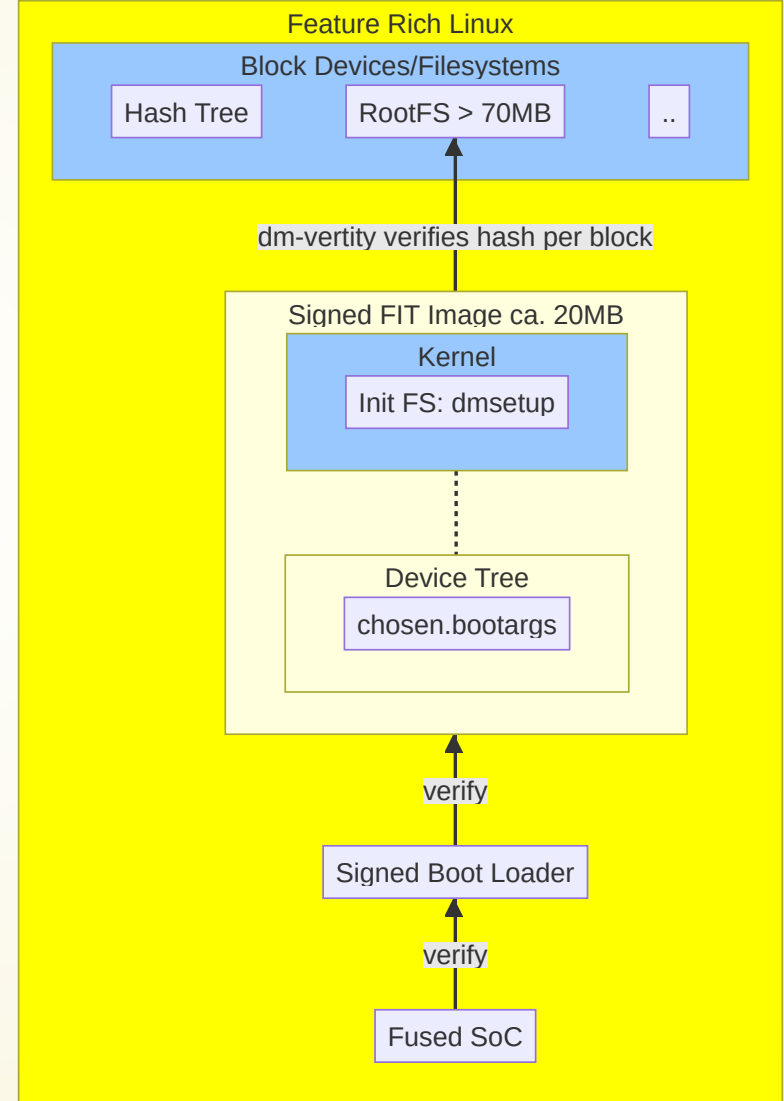 Feature Rich Linux
Block Devices/Filesystems
Hash Tree
RootFS > 70MB
..
dm-vertity verifies hash per block
Signed FIT Image ca. 20MB
Kernel
Init FS: dmsetup
Device Tree
chosen.bootargs
verify
Signed Boot Loader
verify
Fused SoC